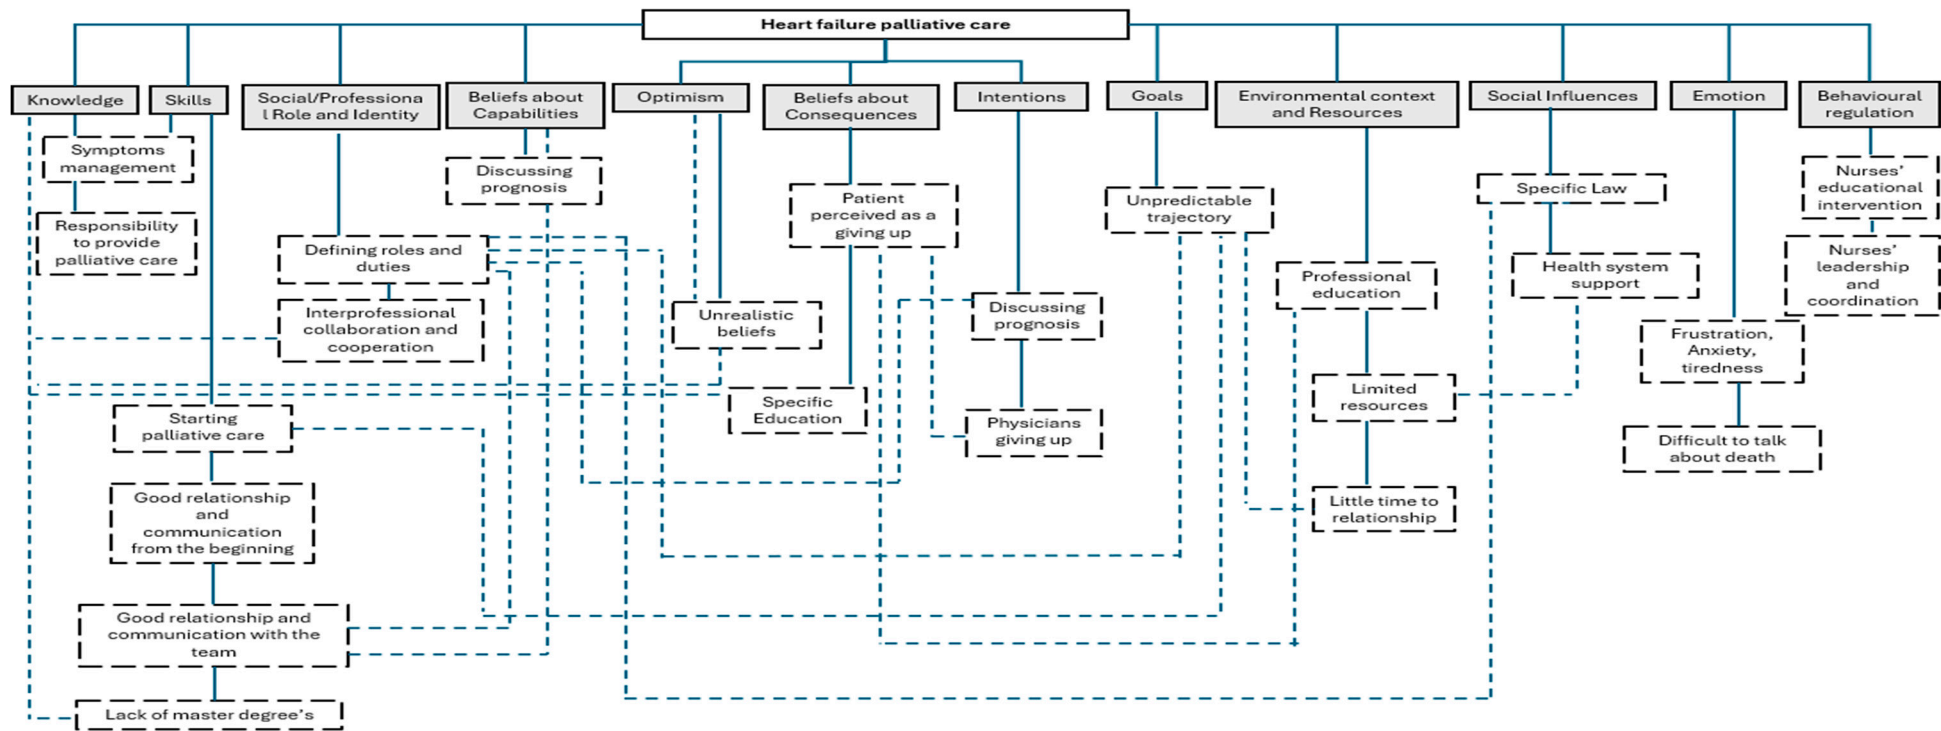 Heart failure palliative care
Knowledge
Skills
Social/Professiona
l Role and Identity
Beliefs about
Capabilities
Optimism
Beliefs about
Consequences
Intentions
Goals
Environmental context
and Resources
Social Influences
Emotion
Behavioural
regulation
Symptoms
management
Responsibility
to provide
palliative care
Starting
palliative care
Good relationship
and
communication
from the beginning
Good relationship and
communication with the
team
Lack of master degree's
Defining roles and
duties
Interprofessional
collaboration and
cooperation
Discussing
prognosis
Unrealistic
beliefs
Patient
perceived as a
giving up
Specific
Education
Discussing
prognosis
Physicians
giving up
Unpredictable
trajectory
Professional
education
Limited
resources
Little time to
relationship
Specific Law
Health system
support
Frustration,
Anxiety,
tiredness
Difficult to talk
about death
Nurses'
educational
intervention
Nurses'
leadership
and
coordination